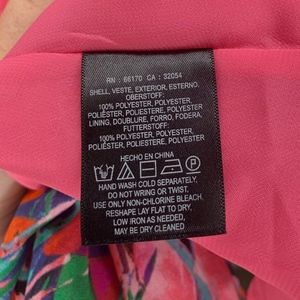 RN : 66170 CA : 32054
SHELL, VESTE, EXTERIOR, ESTERNO.
OBERSTOFF:
100% POLYESTER, POLYESTER,
POLIÉSTER, POLIESTERE, POLYESTER
LINING, DOUBLURE, FORRO, FODERA.
FUTTERSTOFF:
100% POLYESTER, POLYESTER,
POLIÉSTER, POLIESTERE, POLYESTER
HECHO EN CHINA
HAND WASH COLD SEPARATELY.
DO NOT WRING OR TWIST.
USE ONLY NON-CHLORINE BLEACH.
RESHAPE LAY FLAT TO DRY.
LOW IRON AS NEEDED,
MAY BE DRY CLEANED